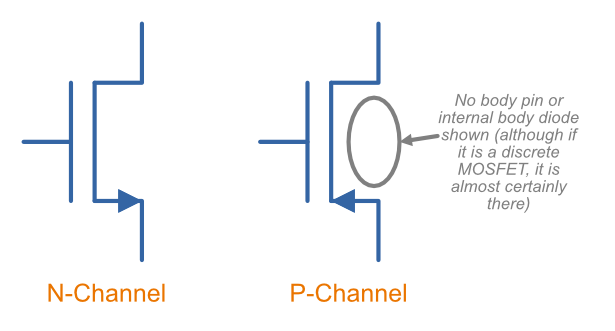 No body pin or
internal body diode
shown (although if
it is a discrete
MOSFET, it is
almost certainly
there)
N-Channel
P-Channel